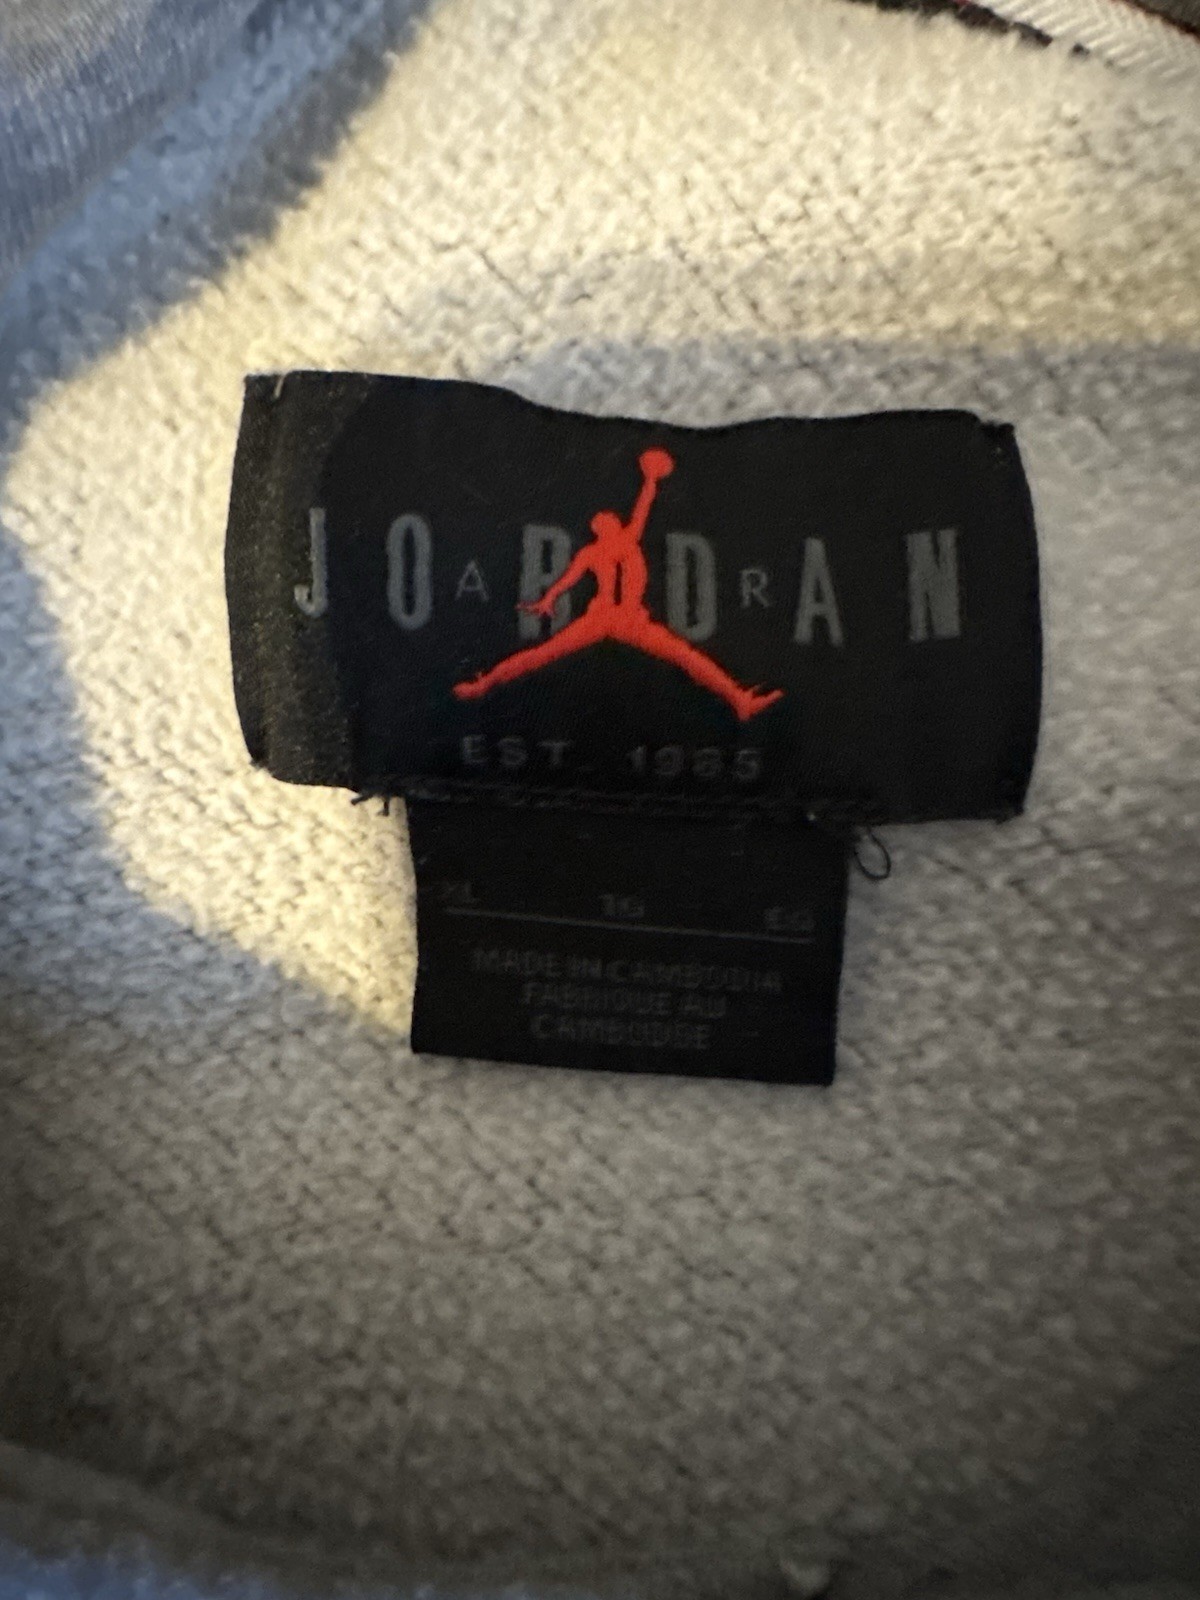 JORDAN
AIR
EST. 1985
XL TG EG
MADE IN CAMBODIA
FABRIQUE AU
CAMBODGE